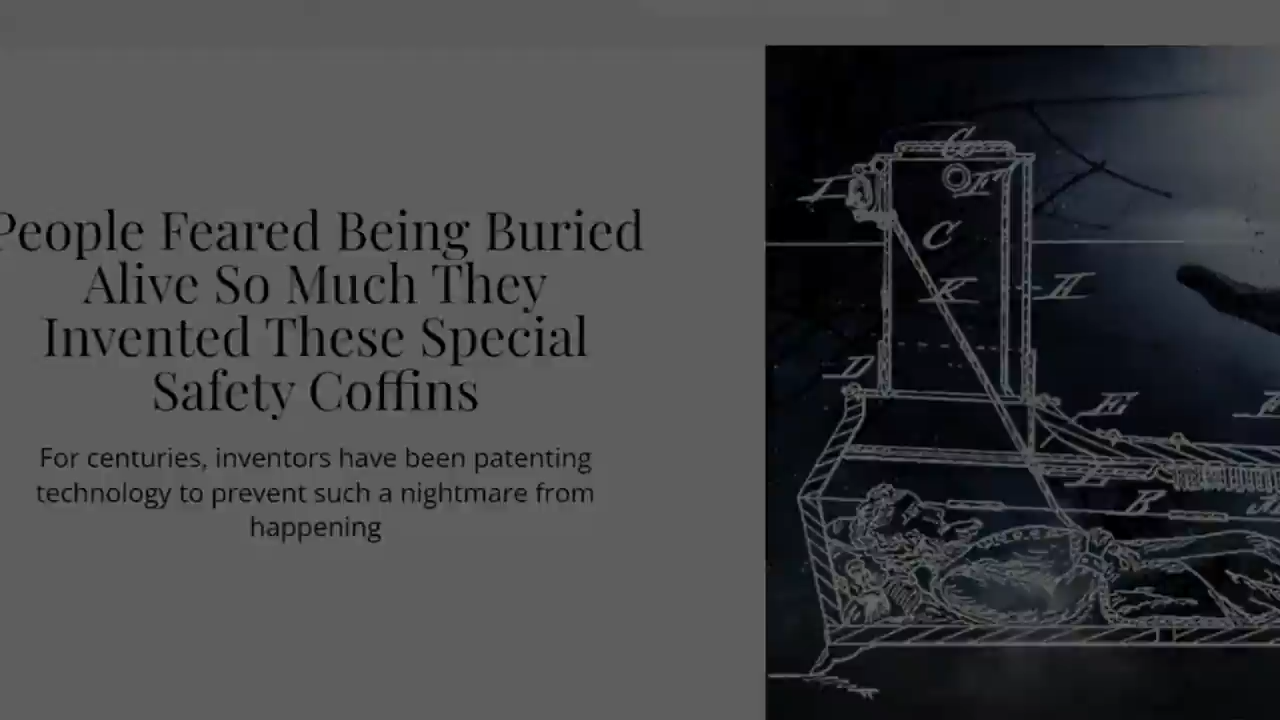 People Feared Being Buried
Alive So Much They
Invented These Special
Safety Coffins
For centuries, inventors have been patenting
technology to prevent such a nightmare from
happening
G
I
F
C
K
H
D
E
B